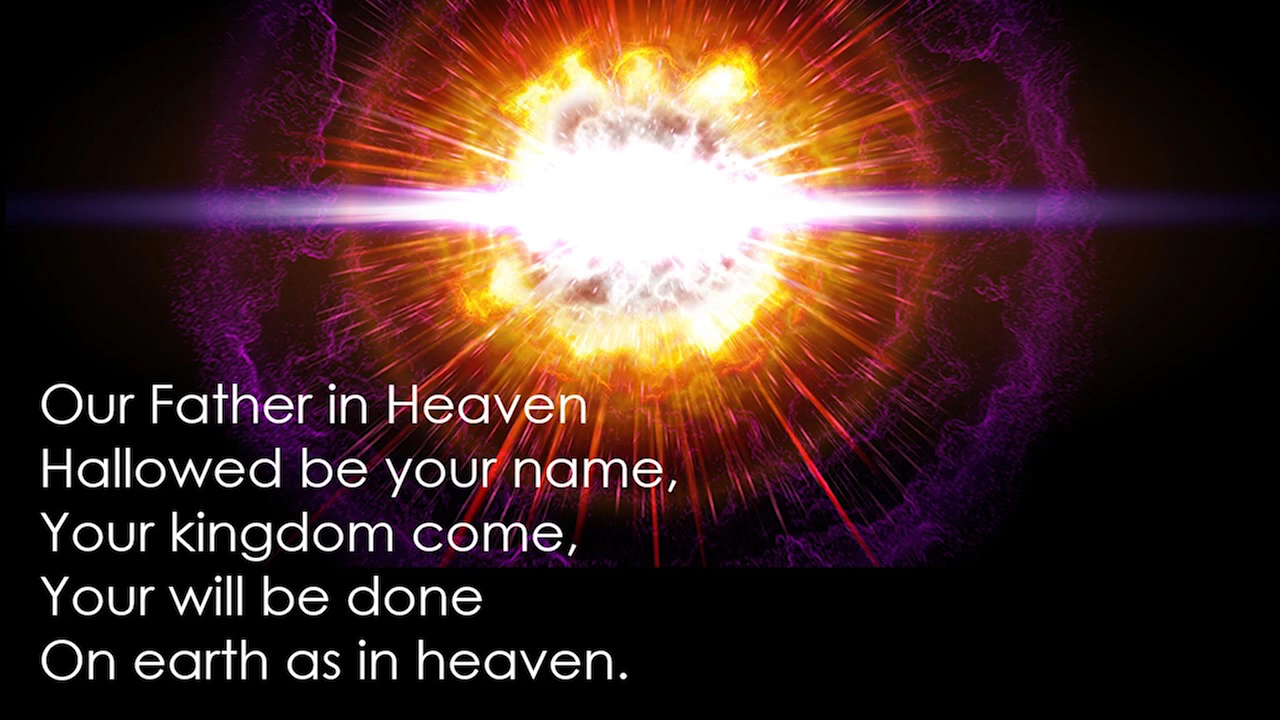 Our Father in Heaven
Hallowed be your name,
Your kingdom come,
Your will be done
On earth as in heaven.